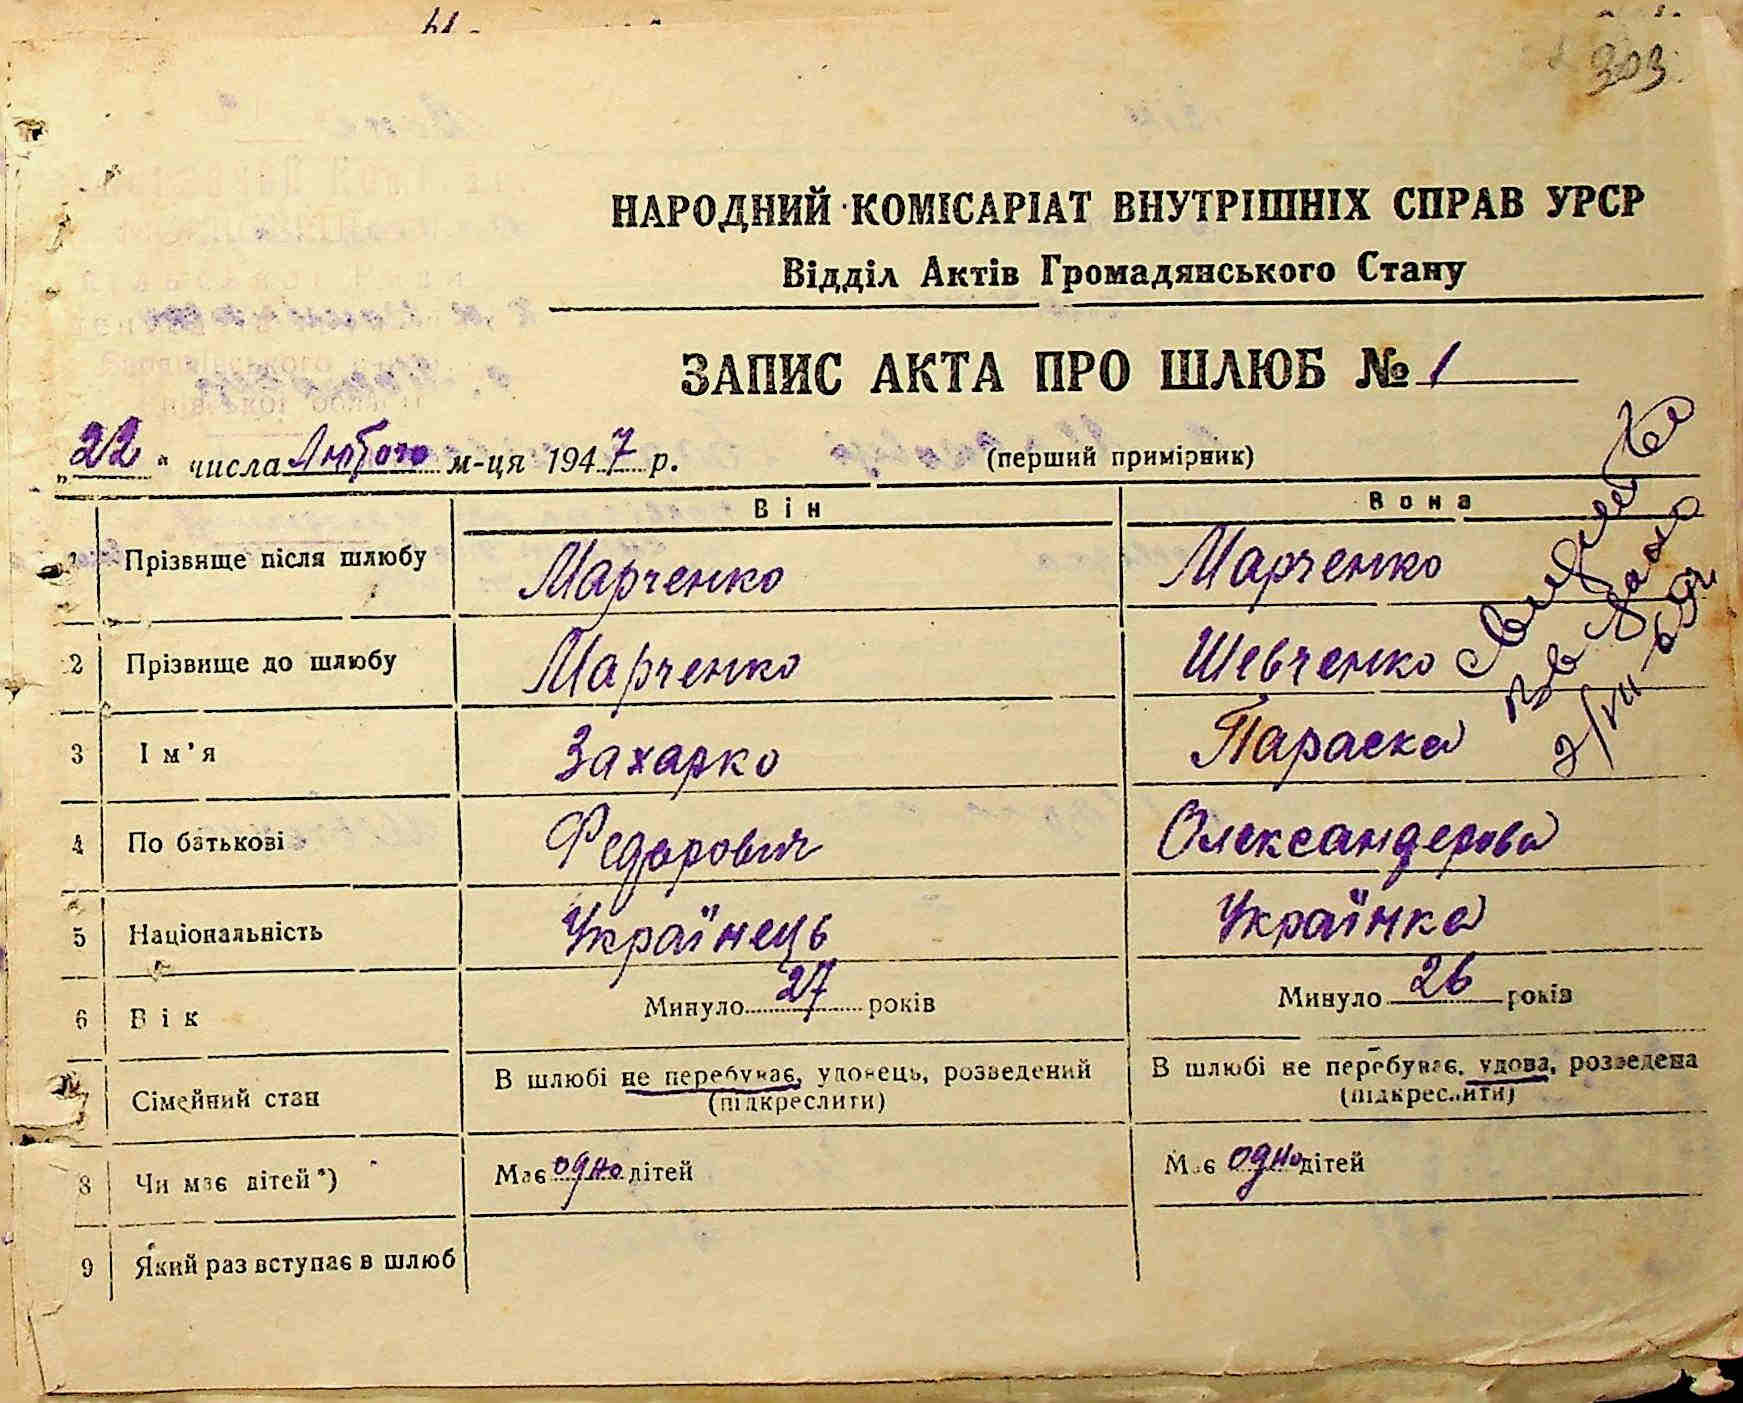 303
НАРОДНИЙ КОМІСАРІАТ ВНУТРІШНІХ СПРАВ УРСР
Відділ Актів Громадянського Стану
ЗАПИС АКТА ПРО ШЛЮБ № 1
„22“ числа Лютого м-ця 1947 р. (перший примірник)
Він Вона
1 Прізвище після шлюбу Марченко Марченко
2 Прізвище до шлюбу Марченко Шевченко
3 Ім’я Захарко Параска
4 По батькові Федорович Олександерова
5 Національність Українець Українка
6 Вік Минуло 27 років Минуло 26 років
7 Сімейний стан В шлюбі не перебуває, удовець, розведений (підкреслити) В шлюбі не перебуває, удова, розведена (підкреслити)
8 Чи має дітей*) Має одно дітей Має одно дітей
9 Який раз вступає в шлюб